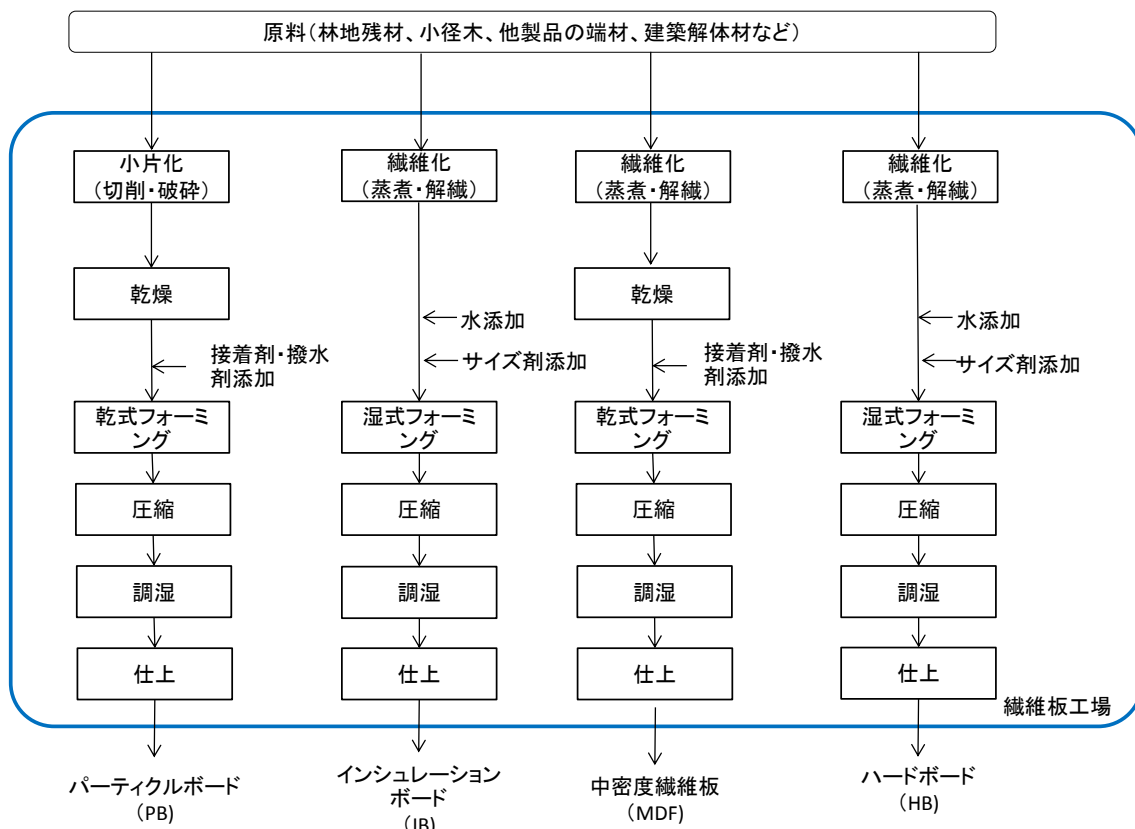 原料(林地残材、小径木、他製品の端材、建築解体材など)
小片化
(切削・破砕)
繊維化
(蒸煮・解繊)
繊維化
(蒸煮・解繊)
繊維化
(蒸煮・解繊)
乾燥
乾燥
水添加
水添加
接着剤・撥水
剤添加
サイズ剤添加
接着剤・撥水
剤添加
サイズ剤添加
乾式フォーミ
ング
湿式フォーミ
ング
乾式フォーミ
ング
湿式フォーミ
ング
圧縮
圧縮
圧縮
圧縮
調湿
調湿
調湿
調湿
仕上
仕上
仕上
仕上
繊維板工場
パーティクルボード
(PB)
インシュレーション
ボード
(IB)
中密度繊維板
(MDF)
ハードボード
(HB)